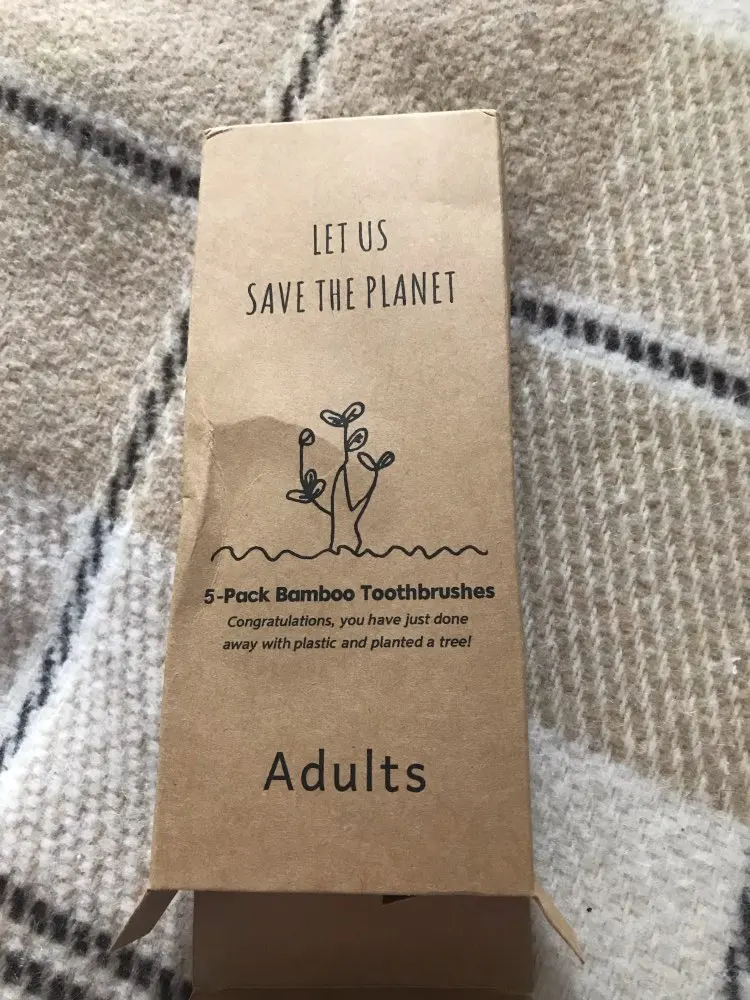 LET US
SAVE THE PLANET
5-Pack Bamboo Toothbrushes
Congratulations, you have just done
away with plastic and planted a tree!
Adults